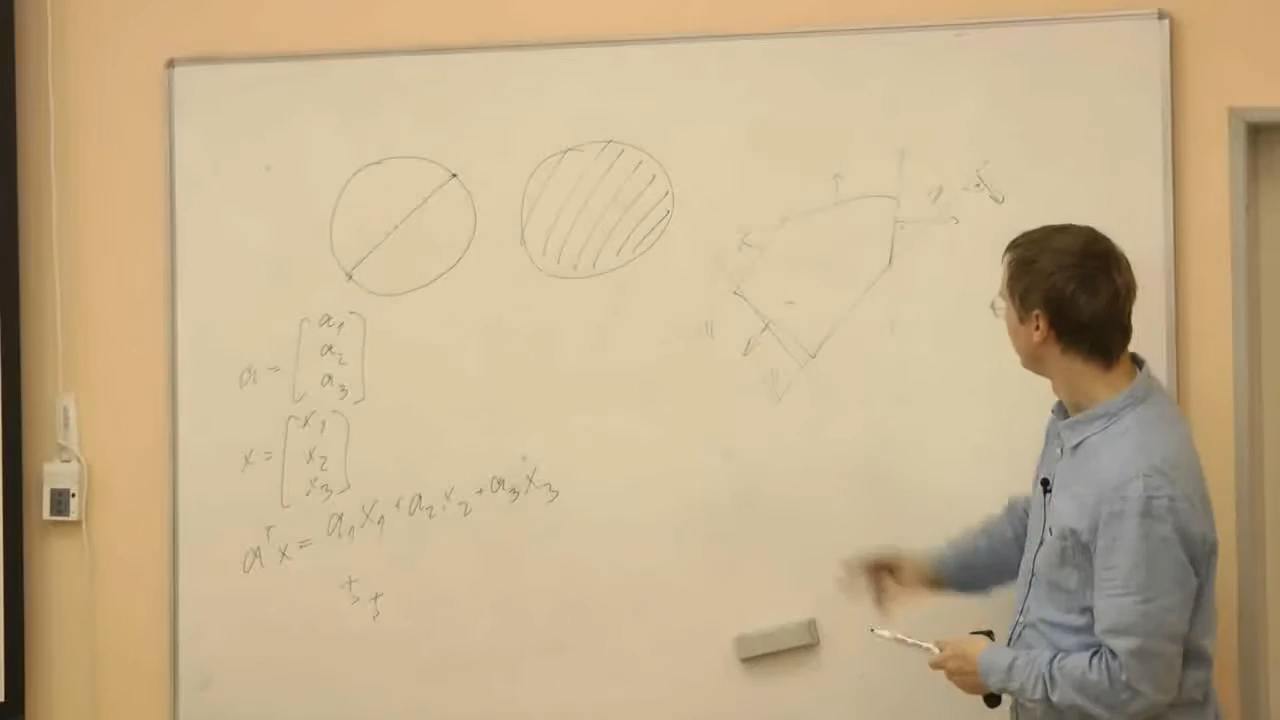 a = [a₁ a₂ a₃]
x = [x₁ x₂ x₃]
aᵀx = a₁x₁ + a₂x₂ + a₃x₃